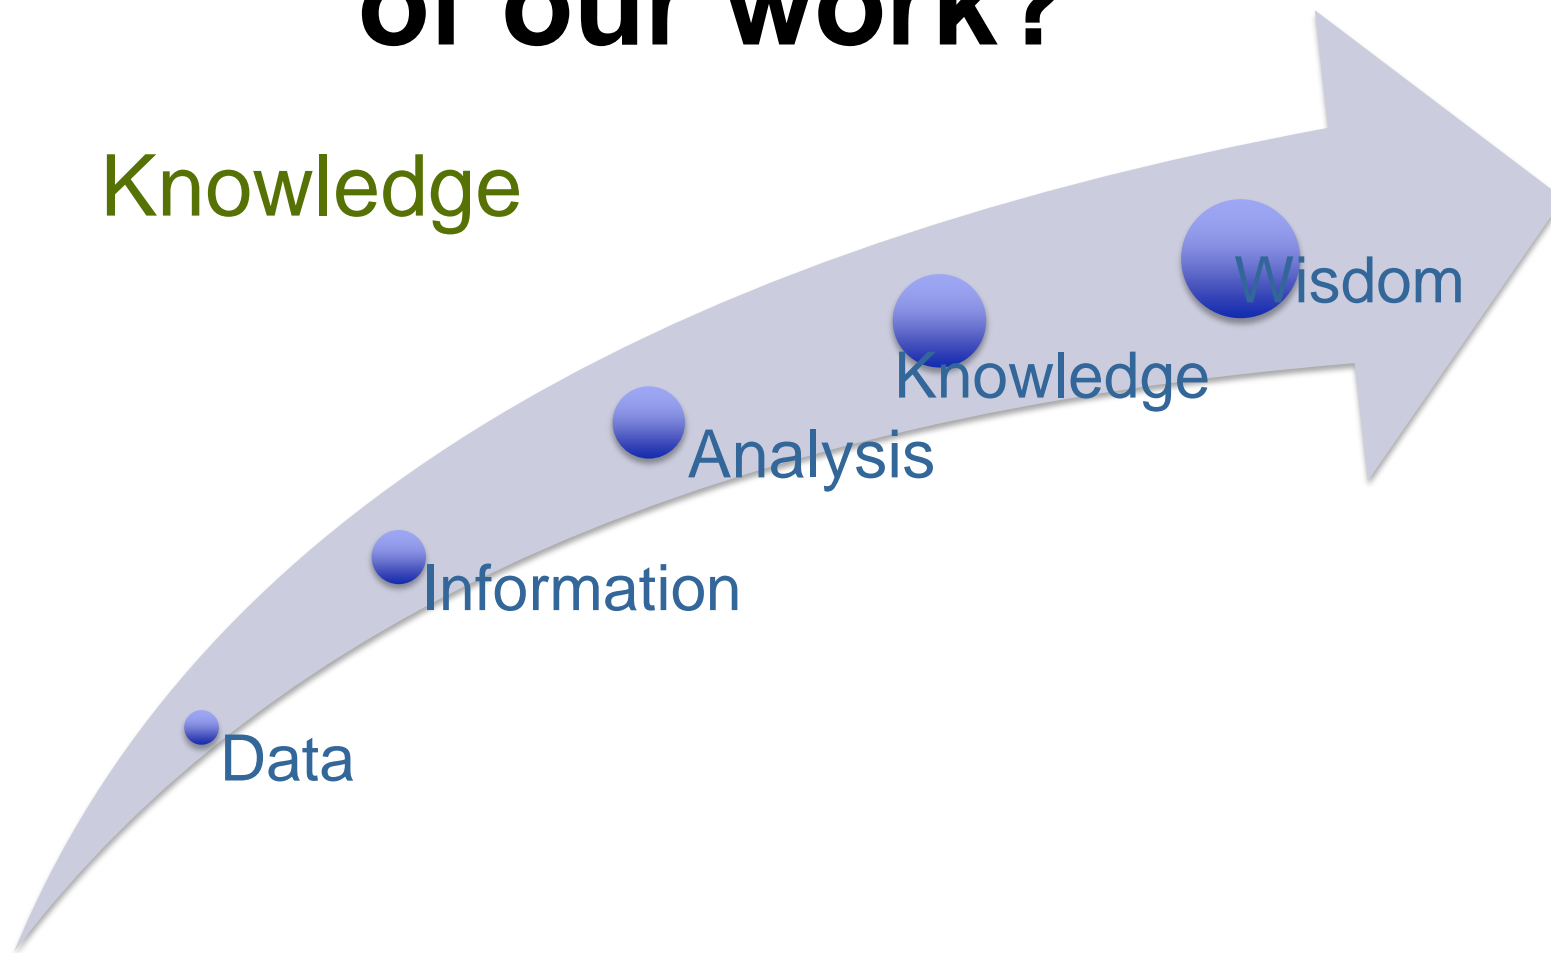 of our work?
Knowledge
Wisdom
Knowledge
Analysis
Information
Data